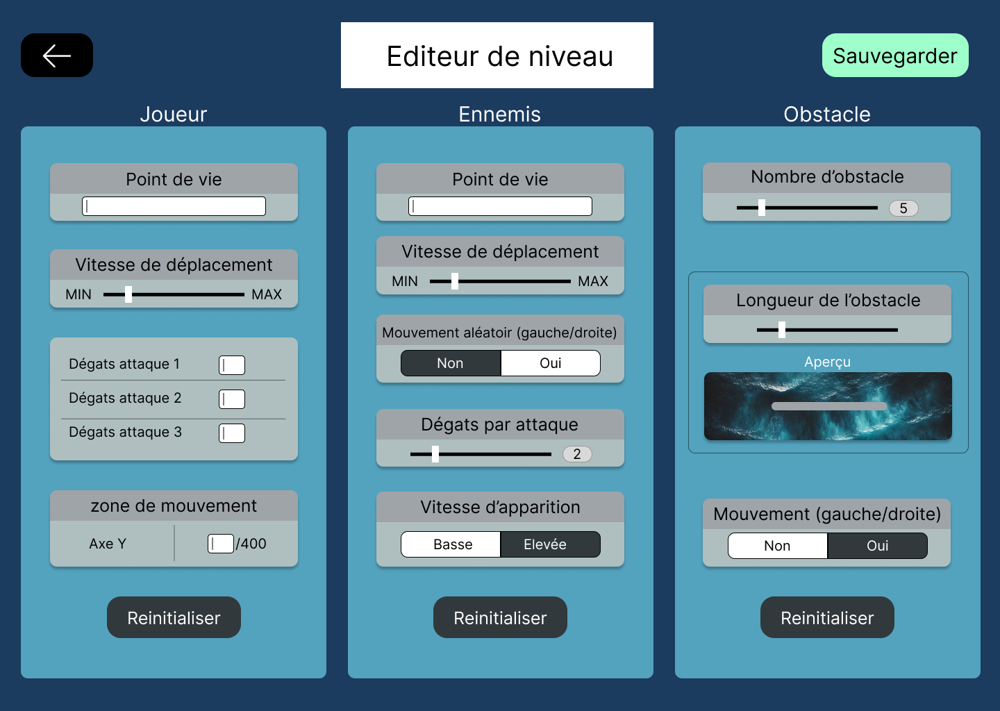 Editeur de niveau
Sauvegarder
Joueur
Point de vie
Vitesse de déplacement
MIN MAX
Dégats attaque 1
Dégats attaque 2
Dégats attaque 3
zone de mouvement
Axe Y /400
Reinitialiser
Ennemis
Point de vie
Vitesse de déplacement
MIN MAX
Mouvement aléatoir (gauche/droite)
Non Oui
Dégats par attaque
2
Vitesse d’apparition
Basse Elevée
Reinitialiser
Obstacle
Nombre d’obstacle
5
Longueur de l’obstacle
Aperçu
Mouvement (gauche/droite)
Non Oui
Reinitialiser